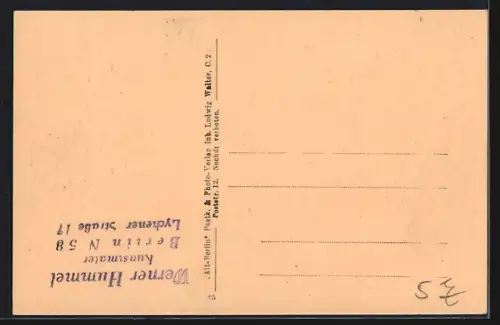 "Alt-Berlin" Postk. & Photo-Verlag Inh. Ludwig Walter, C. 2
Poststr. 12. Nachdr. verboten.
Werner Hummel
Kunstmaler
Berlin N 58
Lychener Straße 17